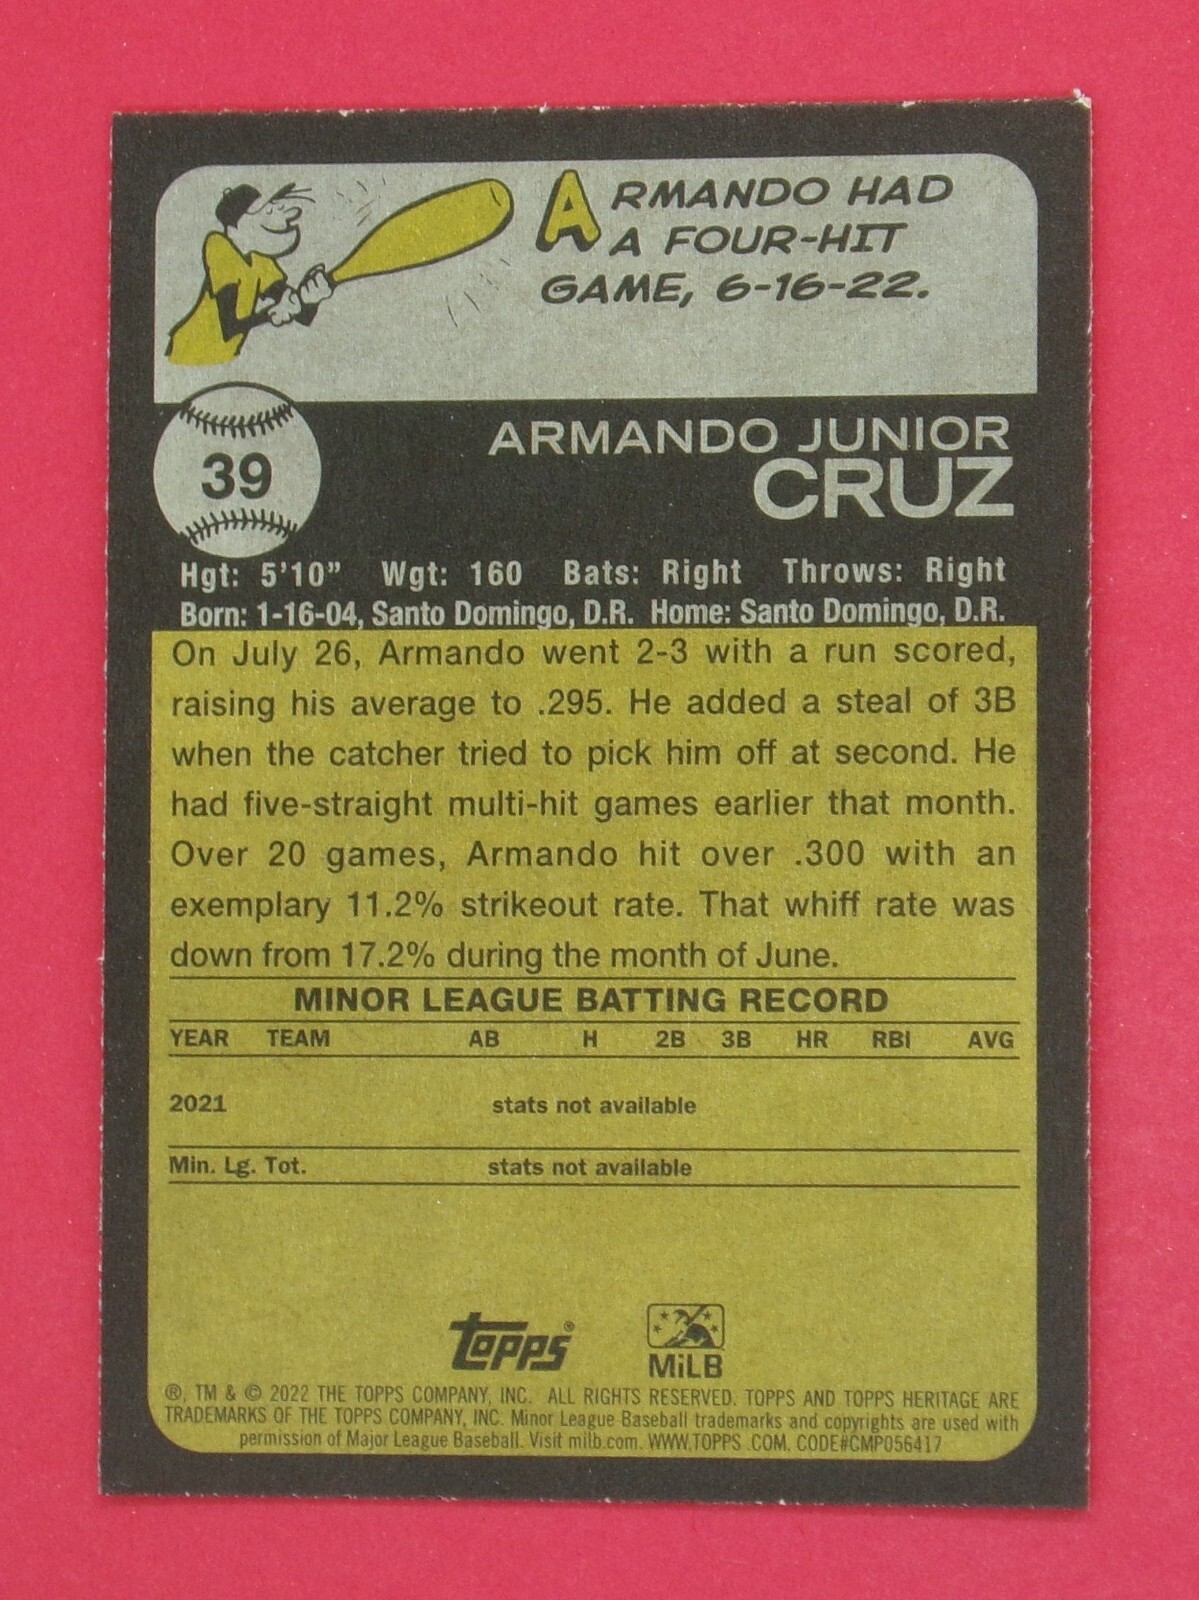 ARMANDO HAD
A FOUR-HIT
GAME, 6-16-22.
39
ARMANDO JUNIOR
CRUZ
Hgt: 5'10” Wgt: 160 Bats: Right Throws: Right
Born: 1-16-04, Santo Domingo, D.R. Home: Santo Domingo, D.R.
On July 26, Armando went 2-3 with a run scored,
raising his average to .295. He added a steal of 3B
when the catcher tried to pick him off at second. He
had five-straight multi-hit games earlier that month.
Over 20 games, Armando hit over .300 with an
exemplary 11.2% strikeout rate. That whiff rate was
down from 17.2% during the month of June.
MINOR LEAGUE BATTING RECORD
YEAR TEAM AB H 2B 3B HR RBI AVG
2021 stats not available
Min. Lg. Tot. stats not available
topps®
MiLB
®, TM & © 2022 THE TOPPS COMPANY, INC. ALL RIGHTS RESERVED. TOPPS AND TOPPS HERITAGE ARE
TRADEMARKS OF THE TOPPS COMPANY, INC. Minor League Baseball trademarks and copyrights are used with
permission of Major League Baseball. Visit milb.com. WWW.TOPPS .COM. CODE#CMP056417